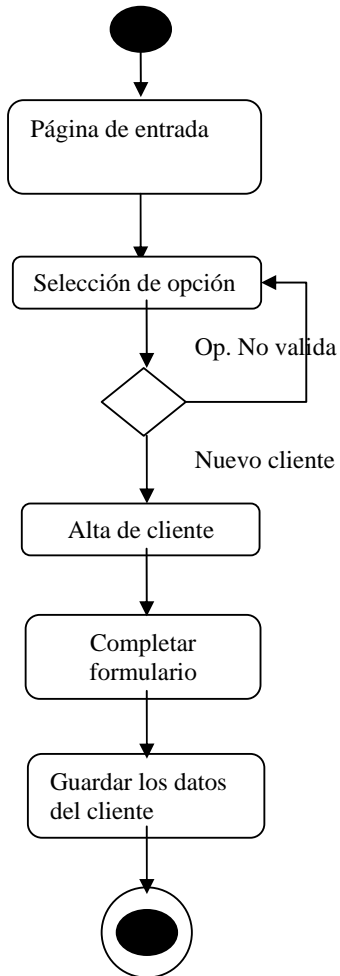 Página de entrada
Selección de opción
Op. No valida
Nuevo cliente
Alta de cliente
Completar
formulario
Guardar los datos
del cliente